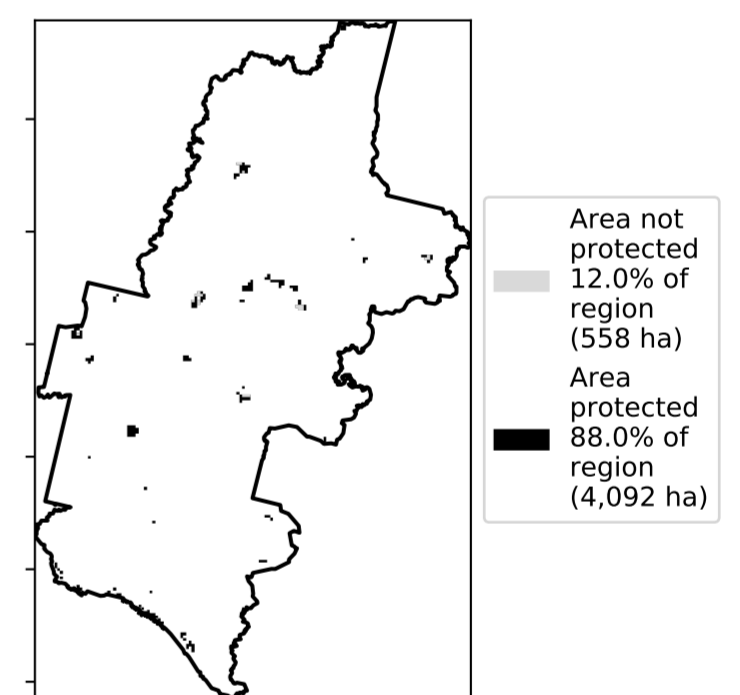 Area not
protected
12.0% of
region
(558 ha)
Area
protected
88.0% of
region
(4,092 ha)